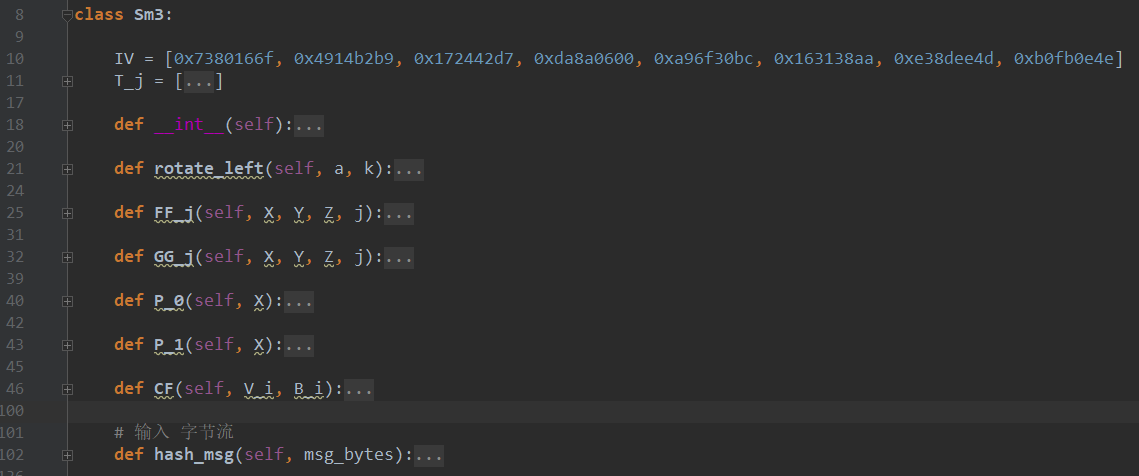 8 class Sm3:
9
10 IV = [0x7380166f, 0x4914b2b9, 0x172442d7, 0xda8a0600, 0xa96f30bc, 0x163138aa, 0xe38dee4d, 0xb0fb0e4e]
11 T_j = [...]
17
18 def __int__(self):...
20
21 def rotate_left(self, a, k):...
24
25 def FF_j(self, X, Y, Z, j):...
31
32 def GG_j(self, X, Y, Z, j):...
39
40 def P_0(self, X):...
42
43 def P_1(self, X):...
45
46 def CF(self, V_i, B_i):...
100
101 # 输入 字节流
102 def hash_msg(self, msg_bytes):...